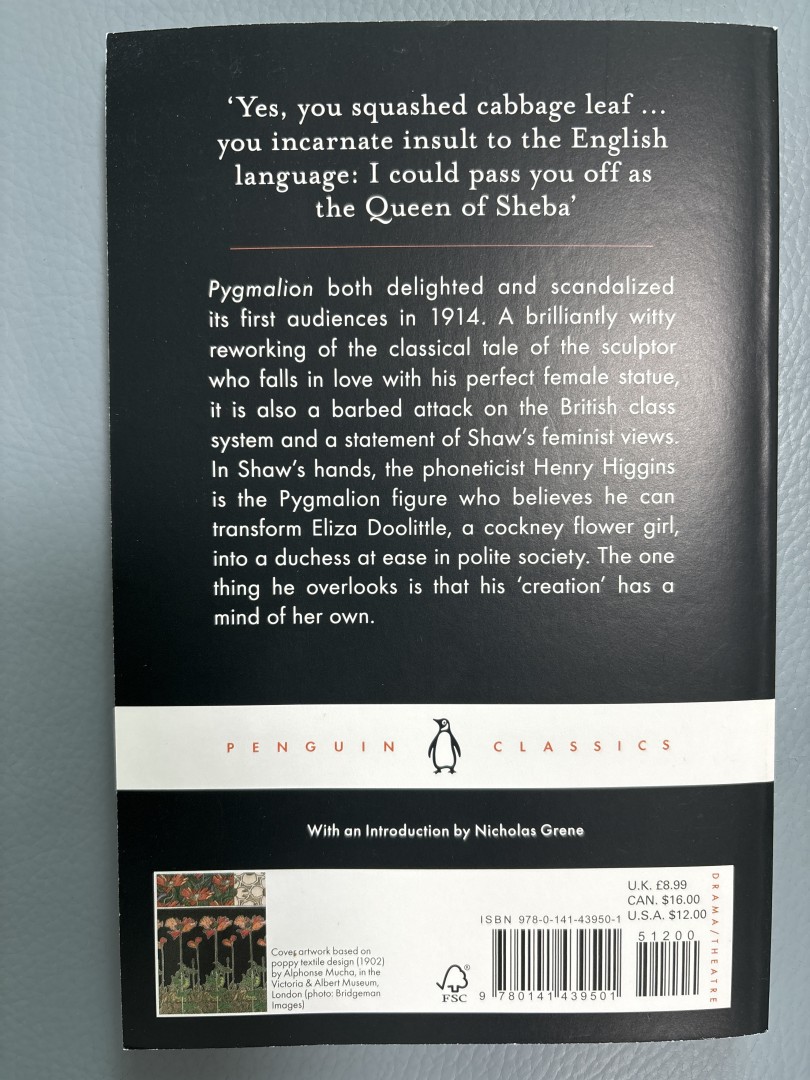 ‘Yes, you squashed cabbage leaf ...
you incarnate insult to the English
language: I could pass you off as
the Queen of Sheba’
Pygmalion both delighted and scandalized
its first audiences in 1914. A brilliantly witty
reworking of the classical tale of the sculptor
who falls in love with his perfect female statue,
it is also a barbed attack on the British class
system and a statement of Shaw’s feminist views.
In Shaw’s hands, the phoneticist Henry Higgins
is the Pygmalion figure who believes he can
transform Eliza Doolittle, a cockney flower girl,
into a duchess at ease in polite society. The one
thing he overlooks is that his ‘creation’ has a
mind of her own.
PENGUIN CLASSICS
With an Introduction by Nicholas Grene
Cover artwork based on
poppy textile design (1902)
by Alphonse Mucha, in the
Victoria & Albert Museum,
London (photo: Bridgeman
Images)
®
FSC
ISBN 978-0-141-43950-1
9 780141 439501
U.K. £8.99
CAN. $16.00
U.S.A. $12.00
51200
DRAMA/THEATRE